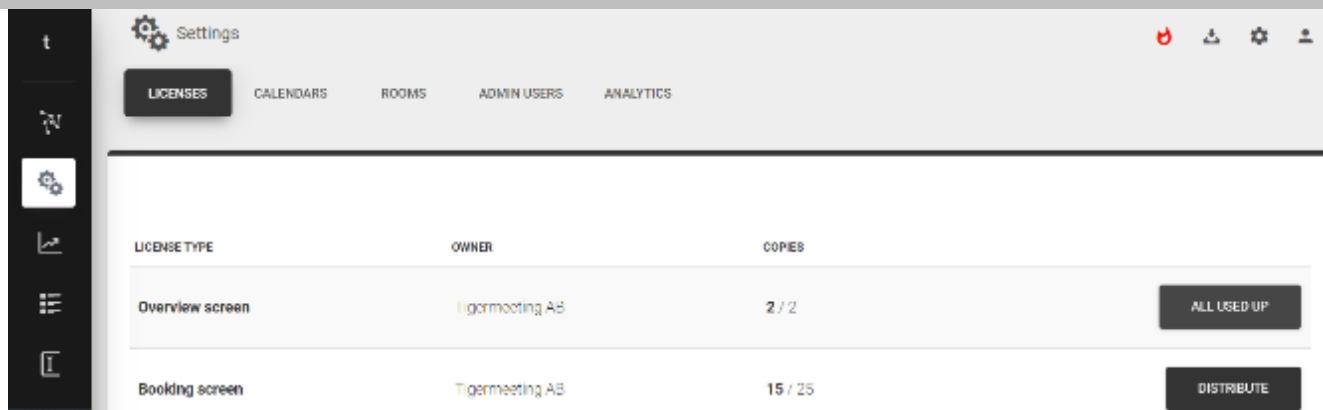 t
Settings
LICENSES CALENDARS ROOMS ADMIN USERS ANALYTICS
LICENSE TYPE OWNER COPIES
Overview screen Tigermeeting AB 2 / 2 ALL USED UP
Booking screen Tigermeeting AB 15 / 25 DISTRIBUTE